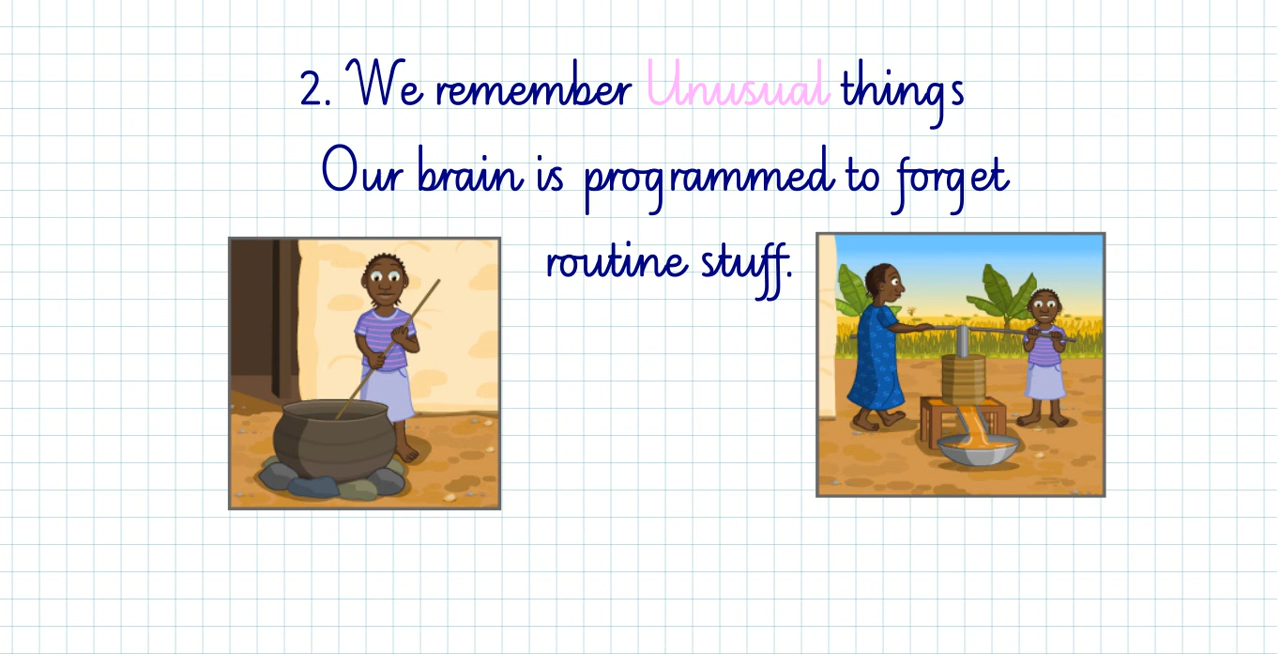 2. We remember Unusual things
Our brain is programmed to forget
routine stuff.